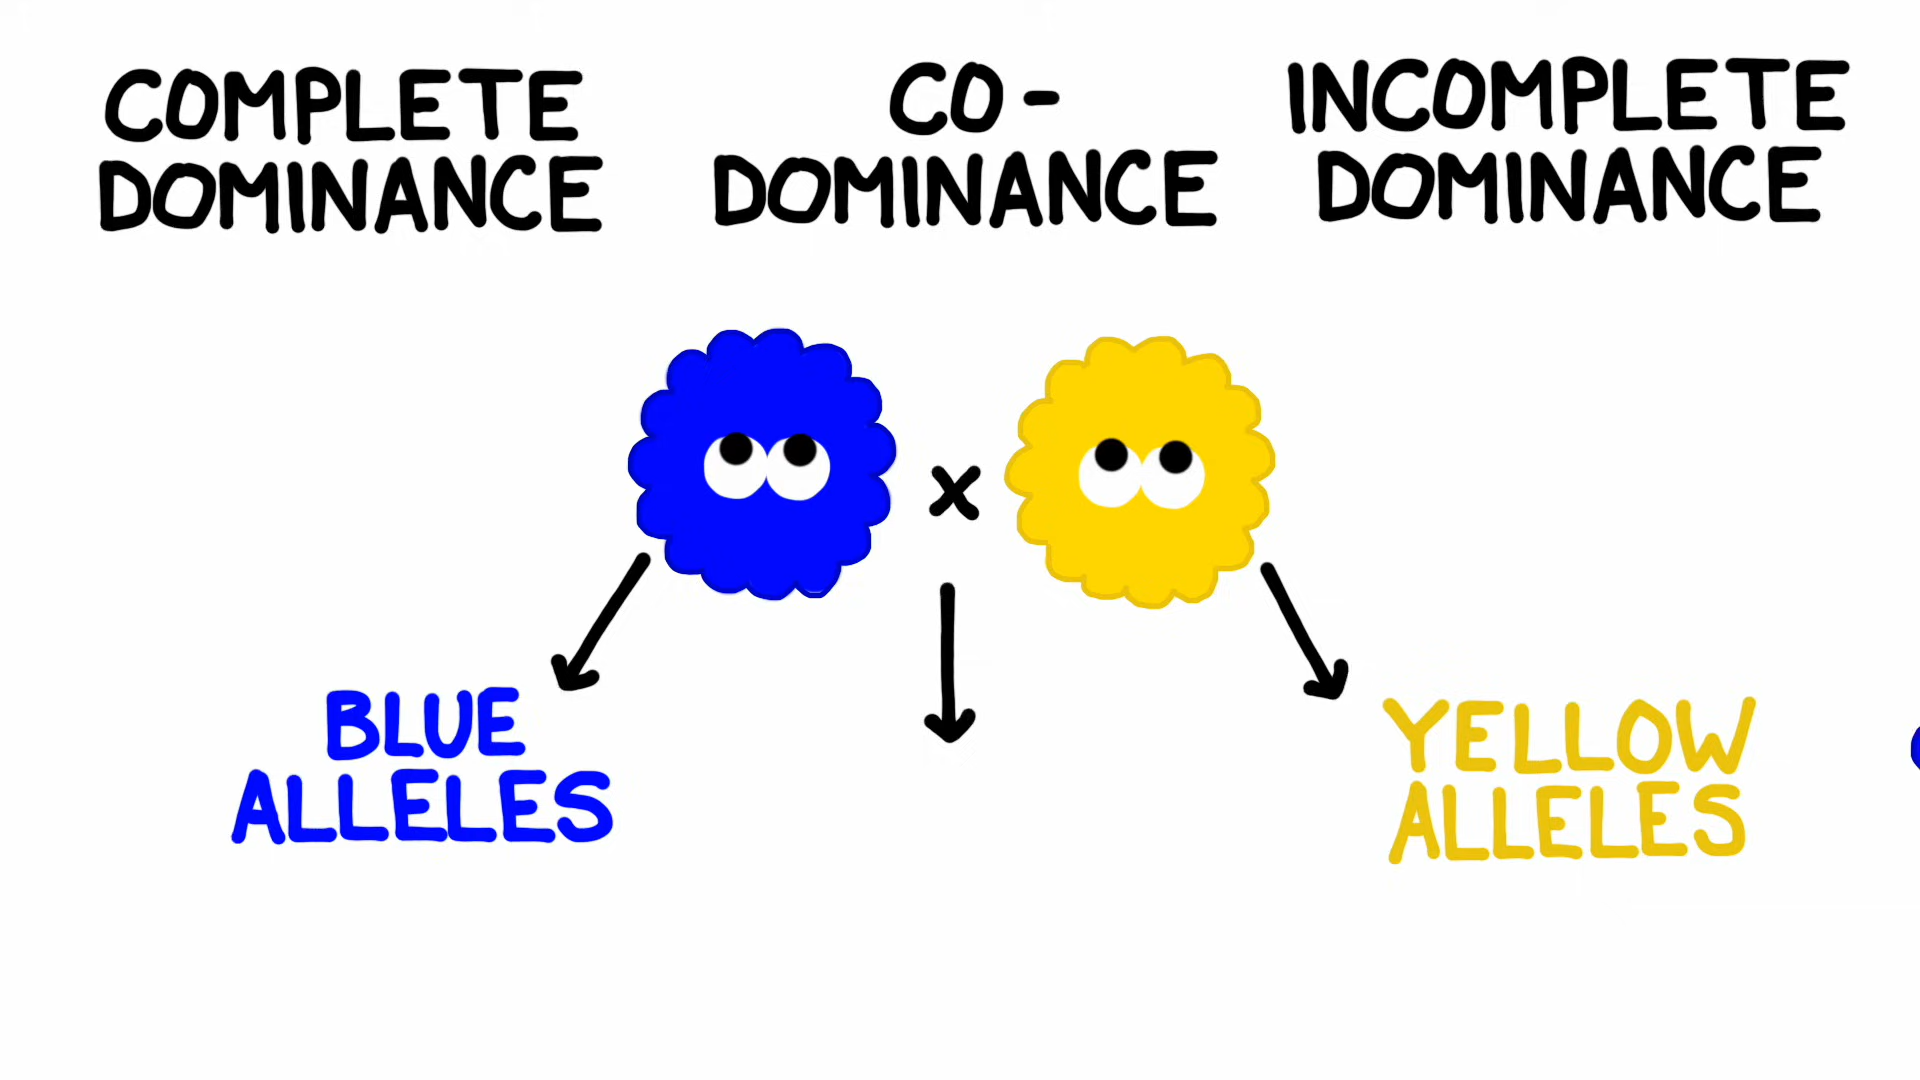 COMPLETE
DOMINANCE
CO-
DOMINANCE
INCOMPLETE
DOMINANCE
x
BLUE
ALLELES
YELLOW
ALLELES